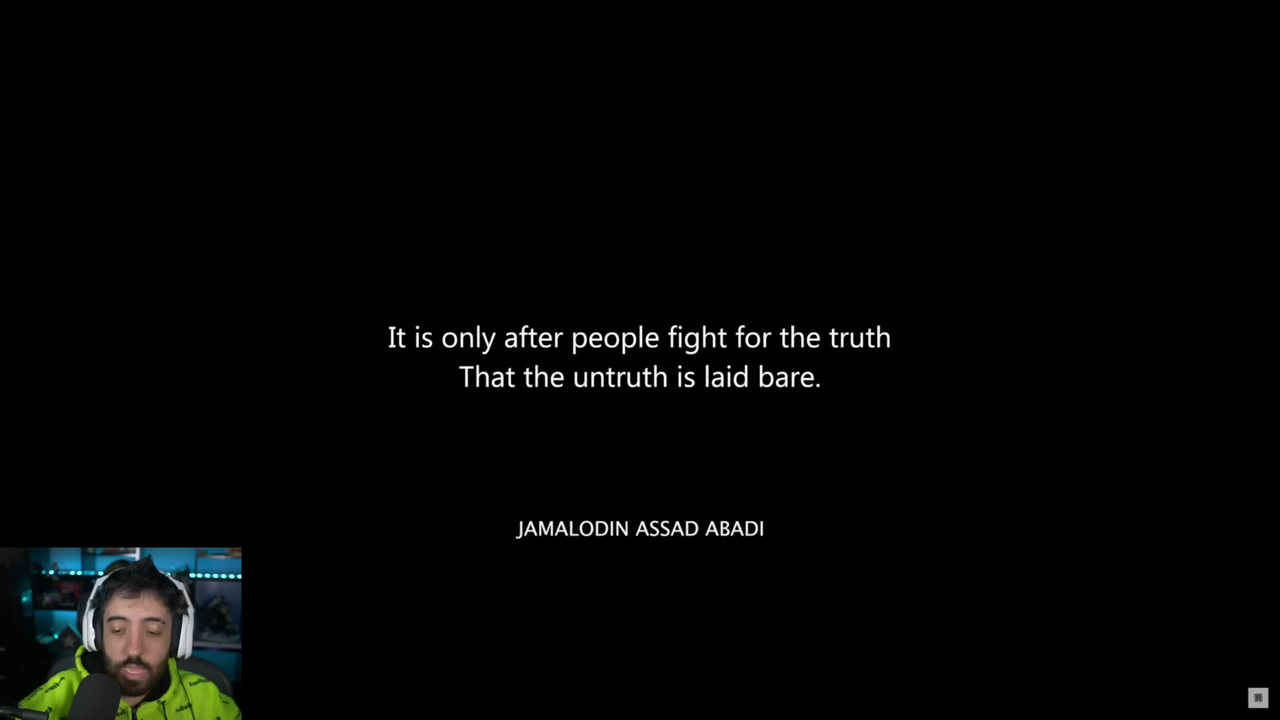 It is only after people fight for the truth
That the untruth is laid bare.
JAMALODIN ASSAD ABADI